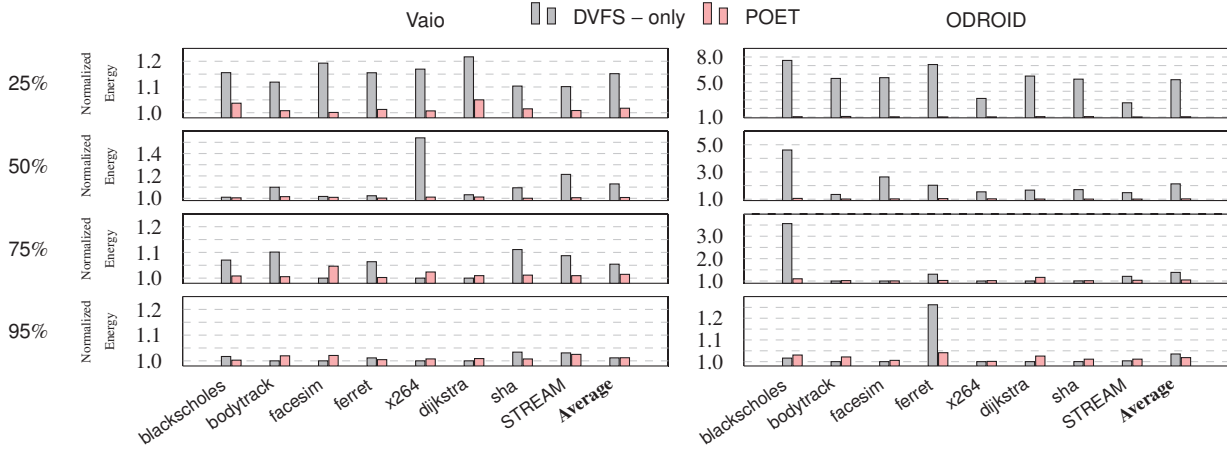 Vaio DVFS – only POET ODROID
25%
Normalized
Energy
1.2
1.1
1.0
8.0
5.0
1.0
50%
Normalized
Energy
1.4
1.2
1.0
5.0
3.0
1.0
75%
Normalized
Energy
1.2
1.1
1.0
3.0
2.0
1.0
95%
Normalized
Energy
1.2
1.1
1.0
1.2
1.1
1.0
blackscholes
bodytrack
facesim
ferret
x264
dijkstra
sha
STREAM
Average
blackscholes
bodytrack
facesim
ferret
x264
dijkstra
sha
STREAM
Average